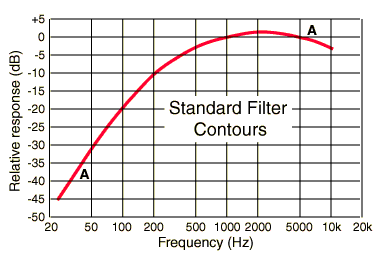 +5
0
-5
-10
-15
-20
-25
-30
-35
-40
-45
-50
Relative response (dB)
A
A
Standard Filter
Contours
20 50 100 200 500 1000 2000 5000 10k 20k
Frequency (Hz)